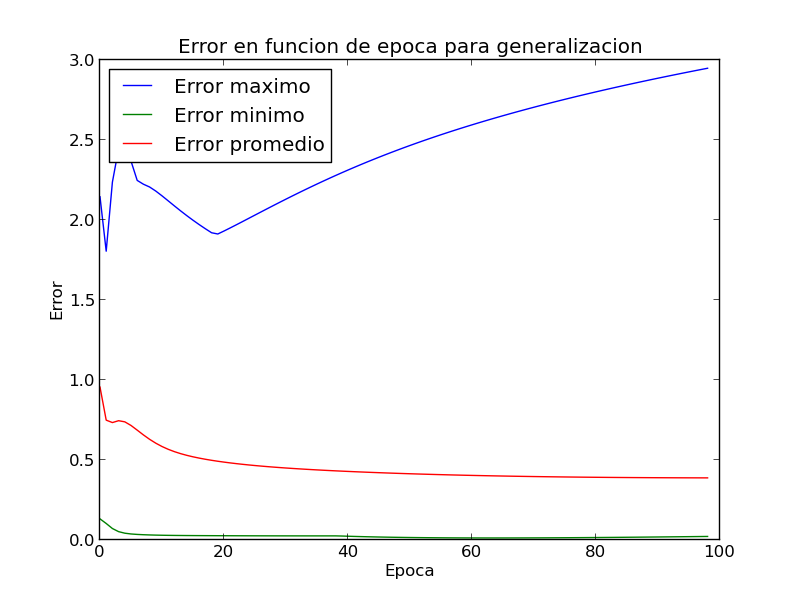 Error en funcion de epoca para generalizacion
Error maximo
Error minimo
Error promedio
3.0
2.5
2.0
1.5
1.0
0.5
0.0
Error
0 20 40 60 80 100
Epoca